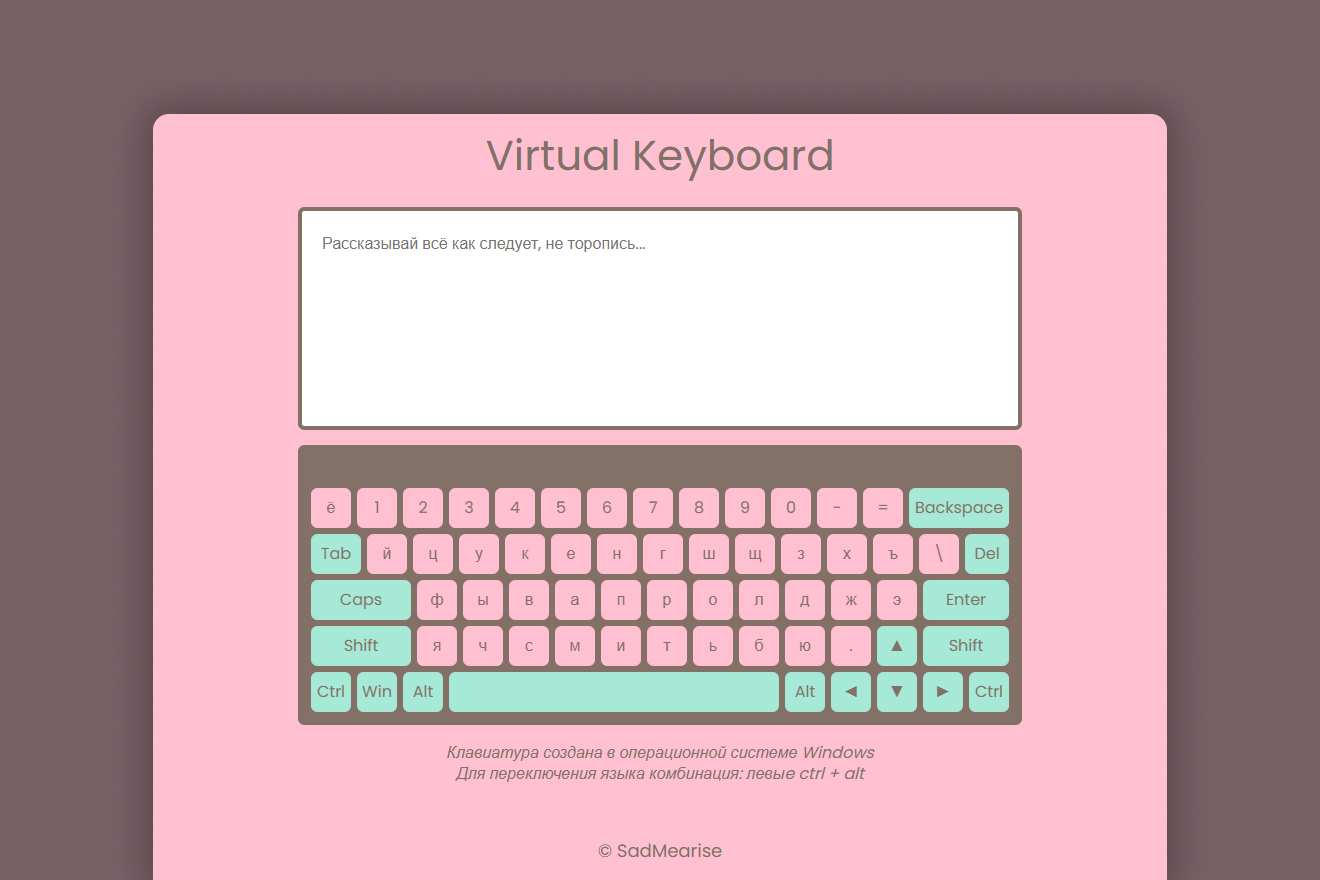 Virtual Keyboard
Рассказывай всё как следует, не торопись...
ё 1 2 3 4 5 6 7 8 9 0 - = Backspace
Tab й ц у к е н г ш щ з х ъ \ Del
Caps ф ы в а п р о л д ж э Enter
Shift я ч с м и т ь б ю . ▲ Shift
Ctrl Win Alt Alt ◄ ▼ ► Ctrl
Клавиатура создана в операционной системе Windows
Для переключения языка комбинация: левые ctrl + alt
© SadMearise